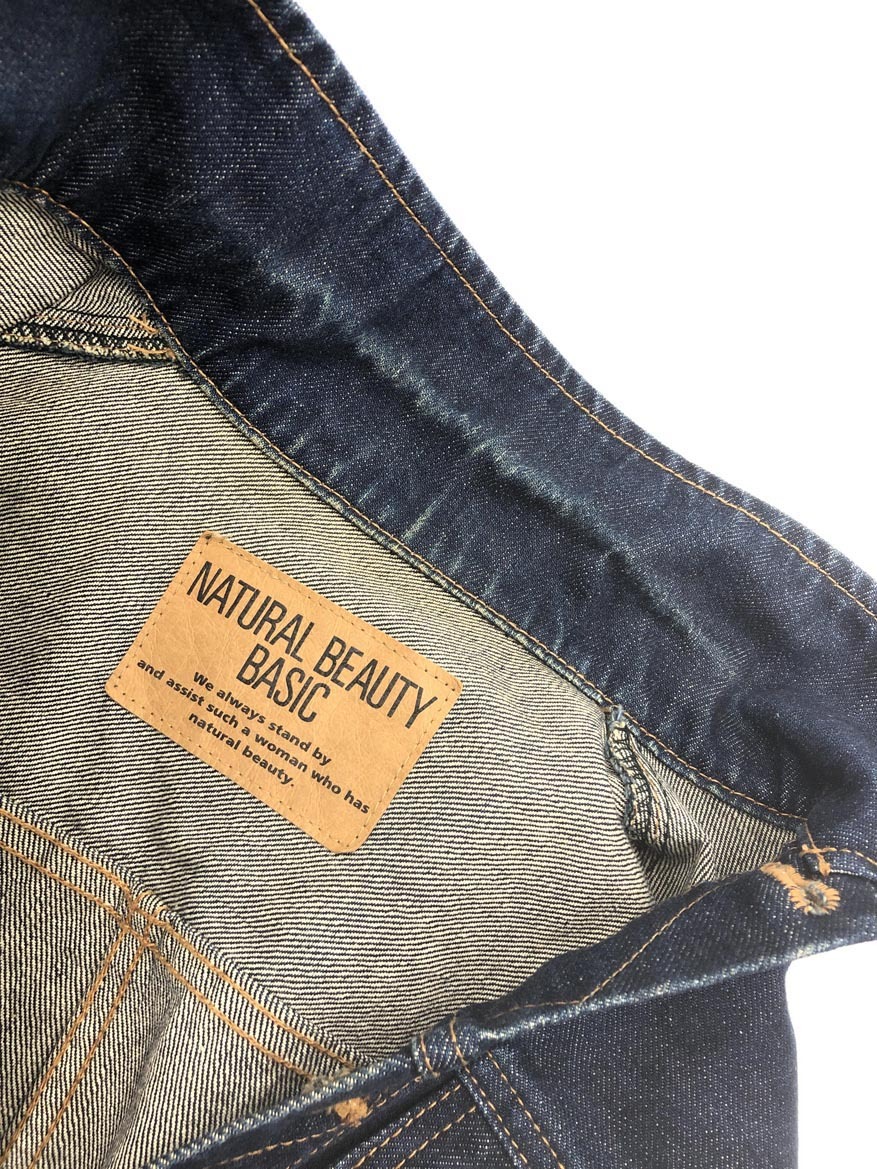 NATURAL BEAUTY
BASIC
We always stand by
and assist such a woman who has
natural beauty.